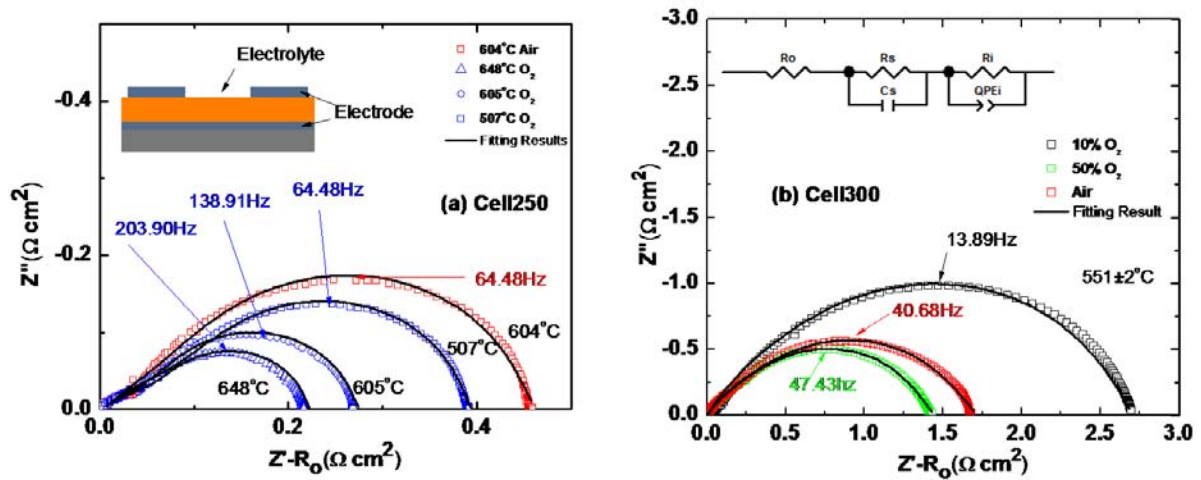 Electrolyte
Electrode
604°C Air
648°C O₂
605°C O₂
507°C O₂
Fitting Results
(a) Cell250
64.48Hz
138.91Hz
203.90Hz
64.48Hz
604°C
507°C
605°C
648°C
-0.4
-0.2
0.0
0.0
0.2
0.4
Z" (Ω cm²)
Z'-Rₒ(Ω cm²)
Ro
Rs
Ri
Cs
QPEi
10% O₂
50% O₂
Air
Fitting Result
(b) Cell300
13.89Hz
551±2°C
40.68Hz
47.43hz
-3.0
-2.5
-2.0
-1.5
-1.0
-0.5
0.0
0.0
0.5
1.0
1.5
2.0
2.5
3.0
Z" (Ω cm²)
Z'-Rₒ(Ω cm²)